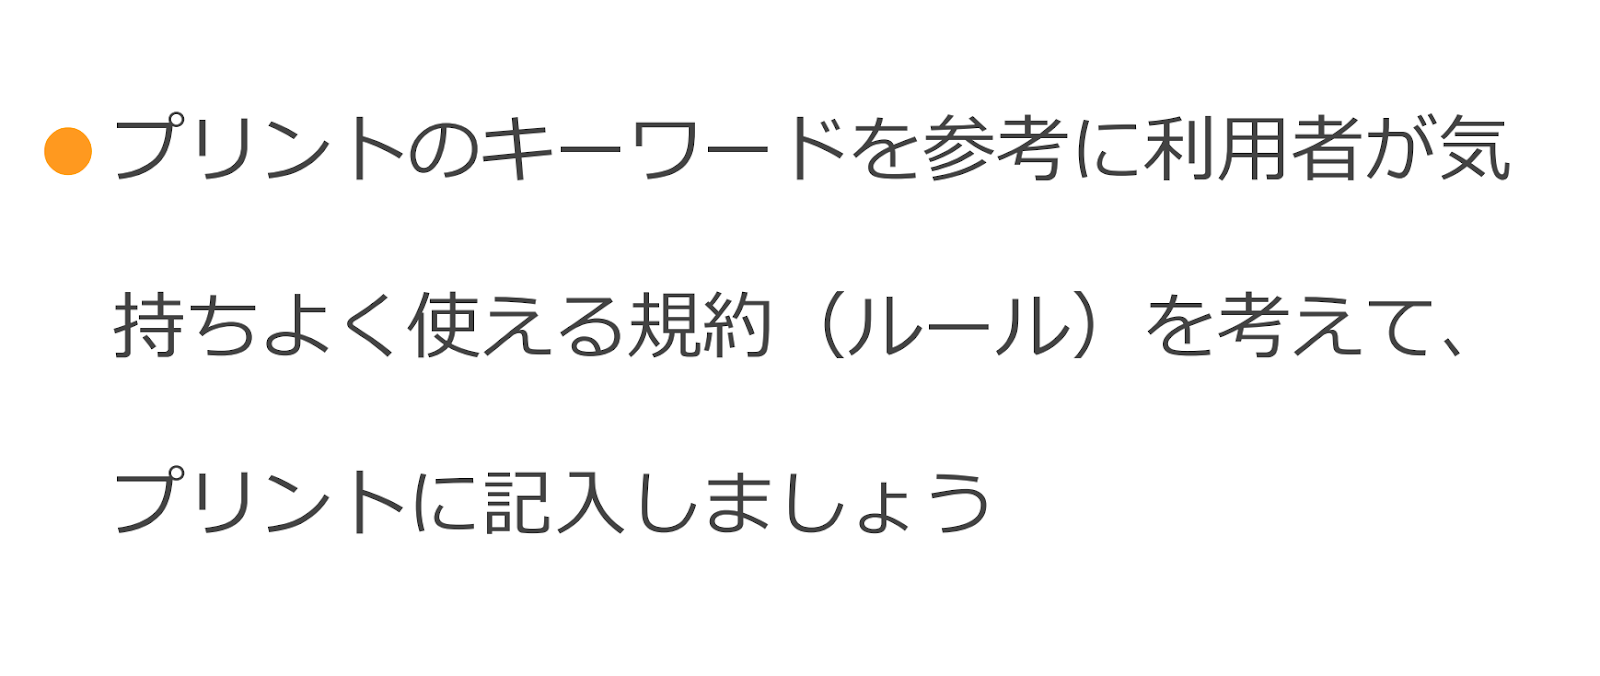 ●プリントのキーワードを参考に利用者が気
持ちよく使える規約（ルール）を考えて、
プリントに記入しましょう